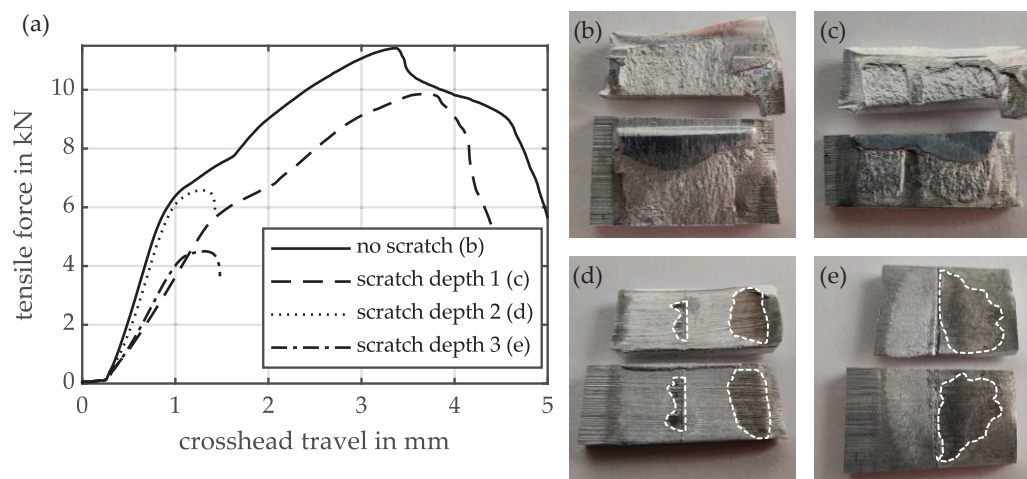 (a)
10
8
6
4
2
0
0 1 2 3 4 5
tensile force in kN
crosshead travel in mm
no scratch (b)
scratch depth 1 (c)
scratch depth 2 (d)
scratch depth 3 (e)
(b)
(c)
(d)
(e)